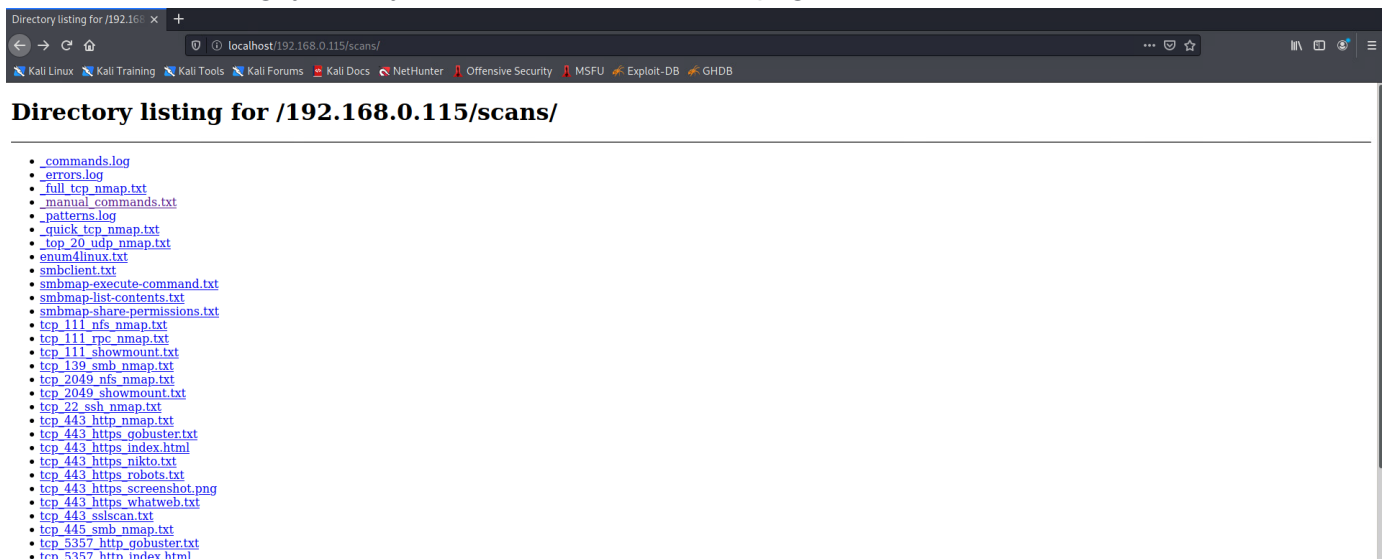 Directory listing for /192.168
localhost/192.168.0.115/scans/
Kali Linux Kali Training Kali Tools Kali Forums Kali Docs NetHunter Offensive Security MSFU Exploit-DB GHDB
Directory listing for /192.168.0.115/scans/
_commands.log
_errors.log
_full_tcp_nmap.txt
_manual_commands.txt
_patterns.log
_quick_tcp_nmap.txt
_top_20_udp_nmap.txt
enum4linux.txt
smbclient.txt
smbmap-execute-command.txt
smbmap-list-contents.txt
smbmap-share-permissions.txt
tcp_111_nfs_nmap.txt
tcp_111_rpc_nmap.txt
tcp_111_showmount.txt
tcp_139_smb_nmap.txt
tcp_2049_nfs_nmap.txt
tcp_2049_showmount.txt
tcp_22_ssh_nmap.txt
tcp_443_http_nmap.txt
tcp_443_https_gobuster.txt
tcp_443_https_index.html
tcp_443_https_nikto.txt
tcp_443_https_robots.txt
tcp_443_https_screenshot.png
tcp_443_https_whatweb.txt
tcp_443_sslscan.txt
tcp_445_smb_nmap.txt
tcp_5357_http_gobuster.txt
tcp_5357_http_index.html